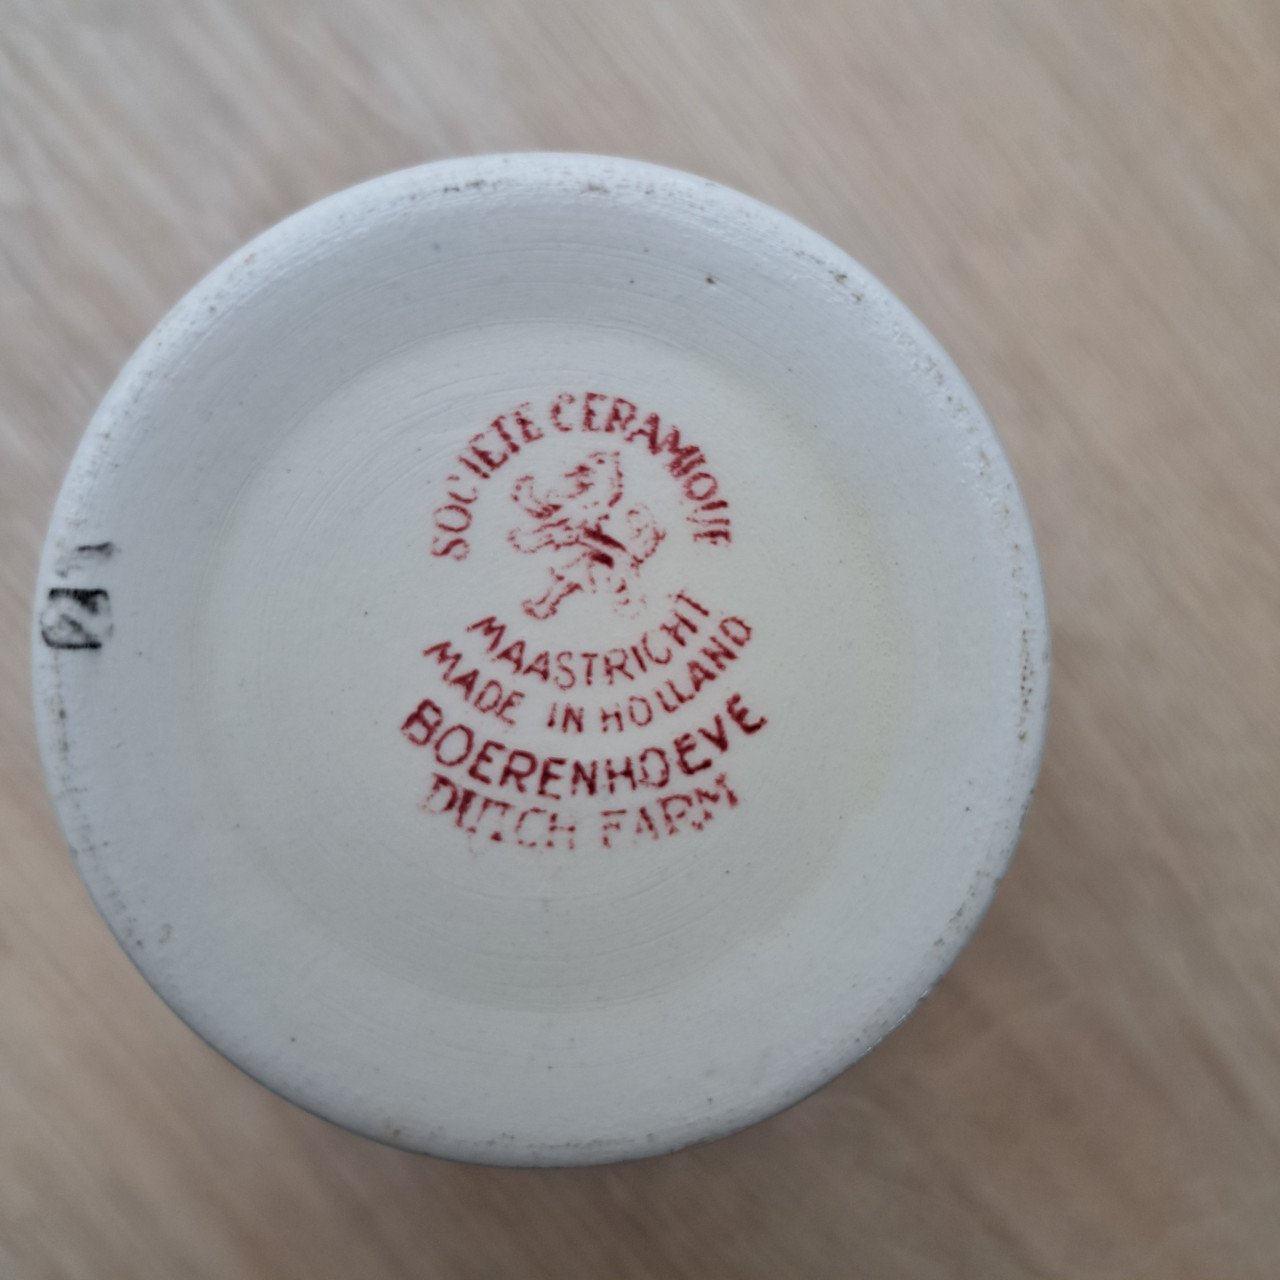 SOCIETE CERAMIQUE
MAASTRICHT
MADE IN HOLLAND
BOERENHOEVE
DUTCH FARM